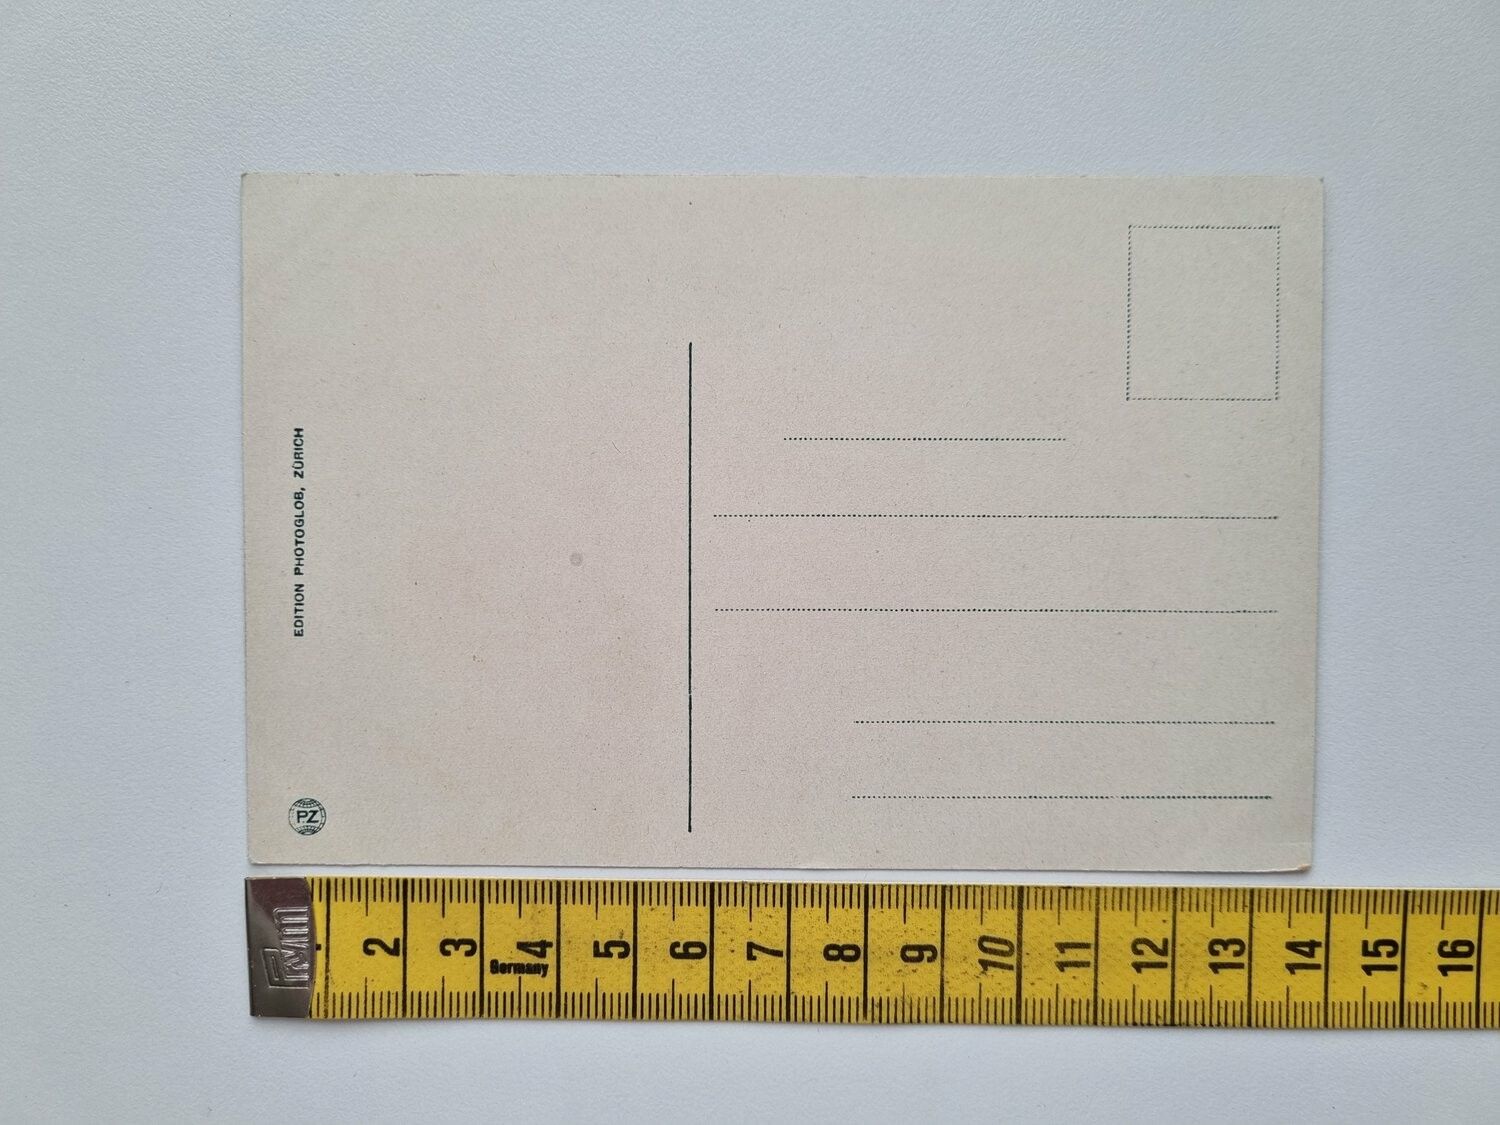 EDITION PHOTOGLOB, ZÜRICH
PZ
Prym
2 3 4 5 6 7 8 9 10 11 12 13 14 15 16
Germany